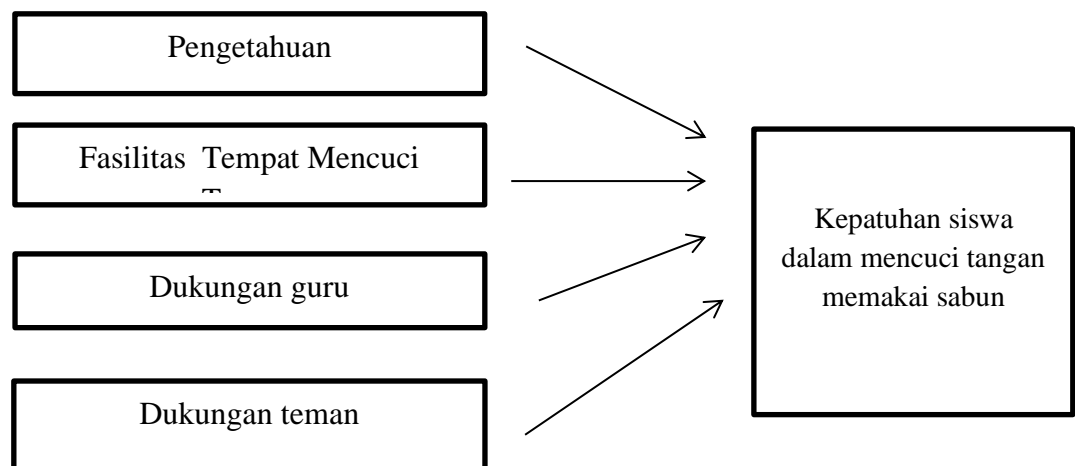 Pengetahuan
Fasilitas Tempat Mencuci
Dukungan guru
Dukungan teman
Kepatuhan siswa
dalam mencuci tangan
memakai sabun